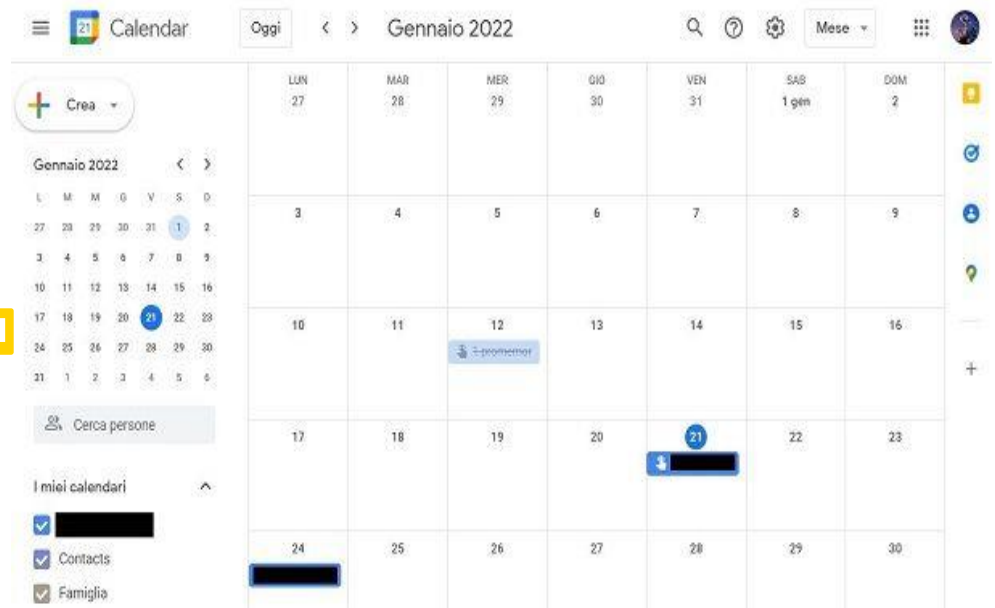 21 Calendar
Oggi
Gennaio 2022
Mese
Crea
Gennaio 2022
L M M G V S D
27 28 29 30 31 1 2
3 4 5 6 7 8 9
10 11 12 13 14 15 16
17 18 19 20 21 22 23
24 25 26 27 28 29 30
31 1 2 3 4 5 6
Cerca persone
I miei calendari
Contacts
Famiglia
LUN MAR MER GIO VEN SAB DOM
27 28 29 30 31 1 gen 2
3 4 5 6 7 8 9
10 11 12 13 14 15 16
1 promemor
17 18 19 20 21 22 23
24 25 26 27 28 29 30